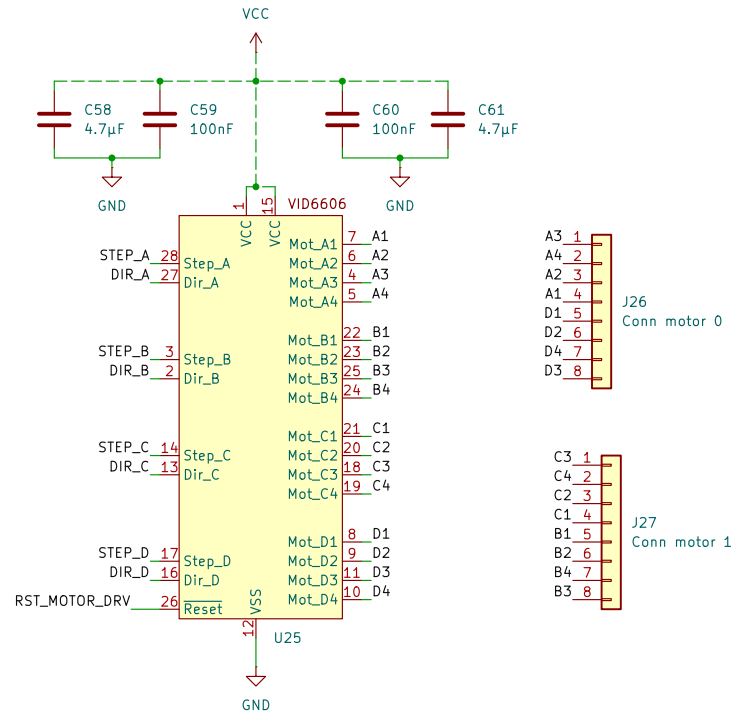 VCC
C58
4.7µF
C59
100nF
C60
100nF
C61
4.7µF
GND
GND
VID6606
1
15
VCC
VCC
STEP_A
28
Step_A
DIR_A
27
Dir_A
STEP_B
3
Step_B
DIR_B
2
Dir_B
STEP_C
14
Step_C
DIR_C
13
Dir_C
STEP_D
17
Step_D
DIR_D
16
Dir_D
RST_MOTOR_DRV
26
Reset
Mot_A1
7
A1
Mot_A2
6
A2
Mot_A3
4
A3
Mot_A4
5
A4
Mot_B1
22
B1
Mot_B2
23
B2
Mot_B3
25
B3
Mot_B4
24
B4
Mot_C1
21
C1
Mot_C2
20
C2
Mot_C3
18
C3
Mot_C4
19
C4
Mot_D1
8
D1
Mot_D2
9
D2
Mot_D3
11
D3
Mot_D4
10
D4
VSS
12
U25
GND
A3
1
A4
2
A2
3
A1
4
D1
5
D2
6
D4
7
D3
8
J26
Conn motor 0
C3
1
C4
2
C2
3
C1
4
B1
5
B2
6
B4
7
B3
8
J27
Conn motor 1